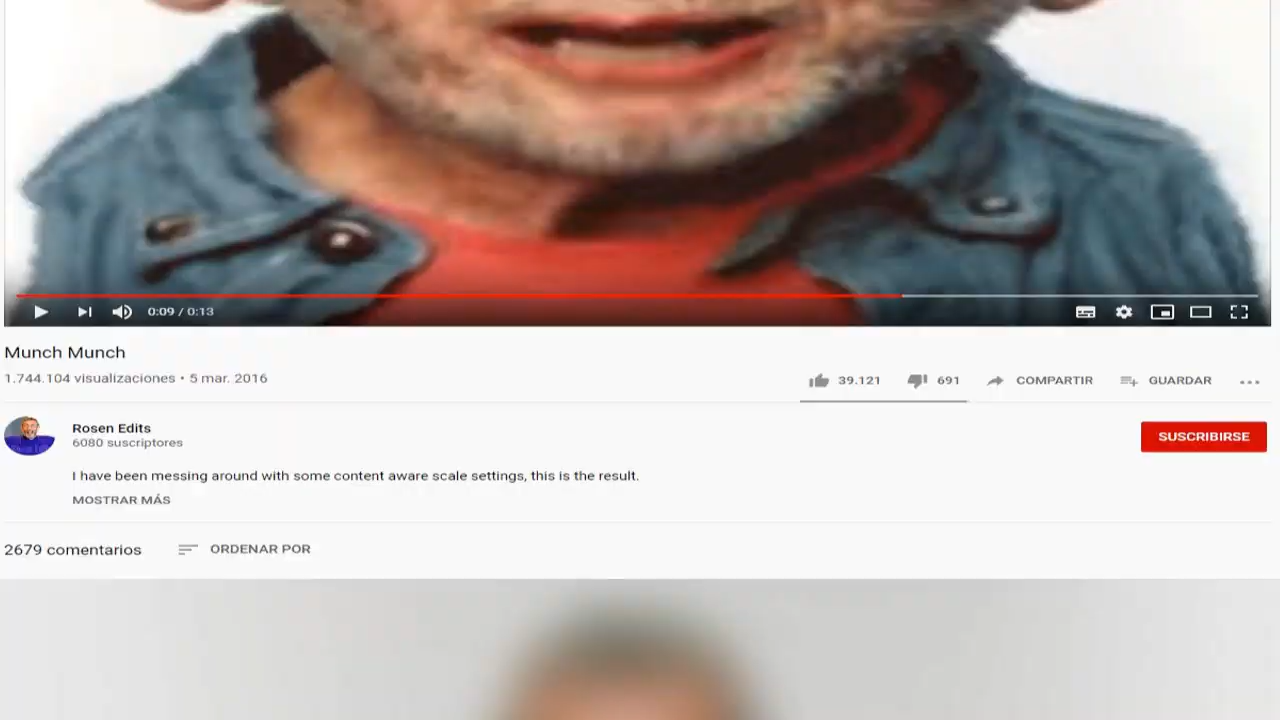 0:09 / 0:13
Munch Munch
1.744.104 visualizaciones • 5 mar. 2016
39.121
691
COMPARTIR
GUARDAR
Rosen Edits
6080 suscriptores
SUSCRIBIRSE
I have been messing around with some content aware scale settings, this is the result.
MOSTRAR MÁS
2679 comentarios
ORDENAR POR